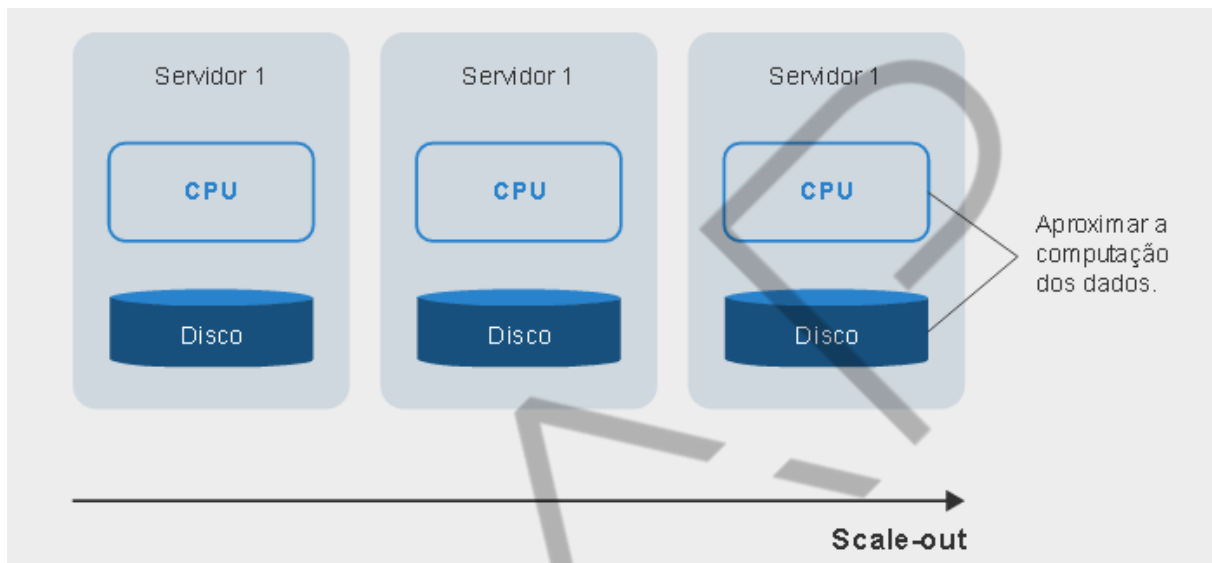 Servidor 1
Servidor 1
Servidor 1
CPU
CPU
CPU
Aproximar a
computação
dos dados.
Disco
Disco
Disco
Scale-out